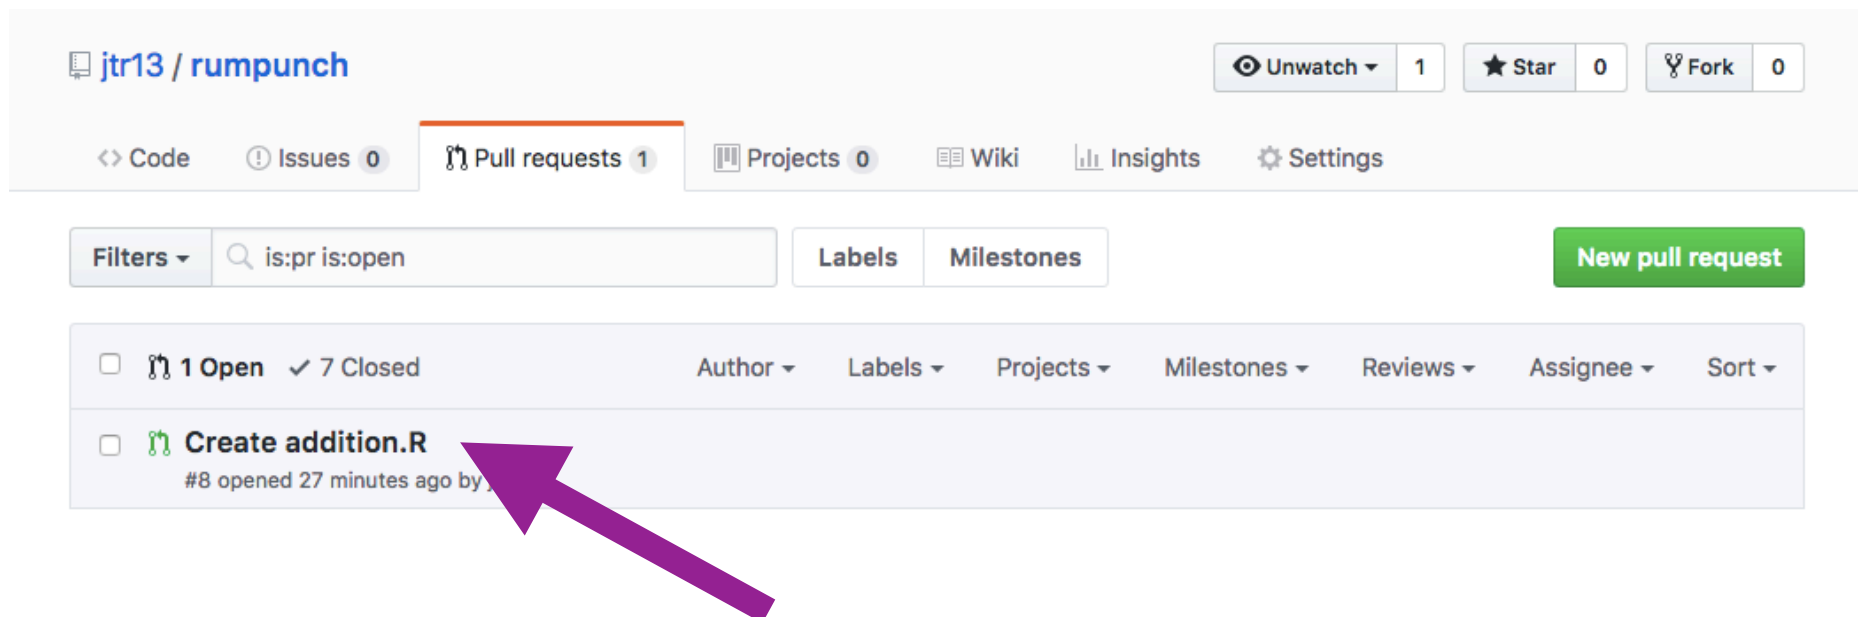 jtr13 / rumpunch
Unwatch 1 Star 0 Fork 0
Code Issues 0 Pull requests 1 Projects 0 Wiki Insights Settings
Filters is:pr is:open Labels Milestones New pull request
1 Open 7 Closed Author Labels Projects Milestones Reviews Assignee Sort
Create addition.R
#8 opened 27 minutes ago by